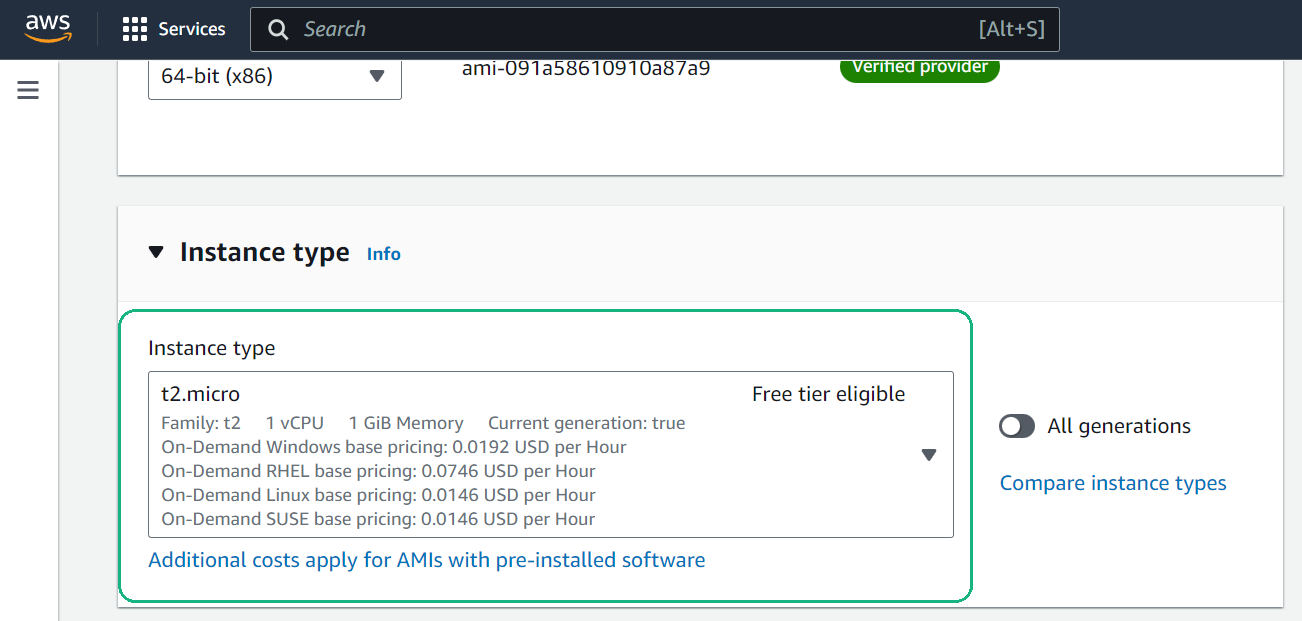 aws Services Search [Alt+S]
64-bit (x86) ami-091a58610910a87a9 Verified provider
Instance type Info
Instance type
t2.micro Free tier eligible
Family: t2 1 vCPU 1 GiB Memory Current generation: true
On-Demand Windows base pricing: 0.0192 USD per Hour
On-Demand RHEL base pricing: 0.0746 USD per Hour
On-Demand Linux base pricing: 0.0146 USD per Hour
On-Demand SUSE base pricing: 0.0146 USD per Hour
All generations
Compare instance types
Additional costs apply for AMIs with pre-installed software